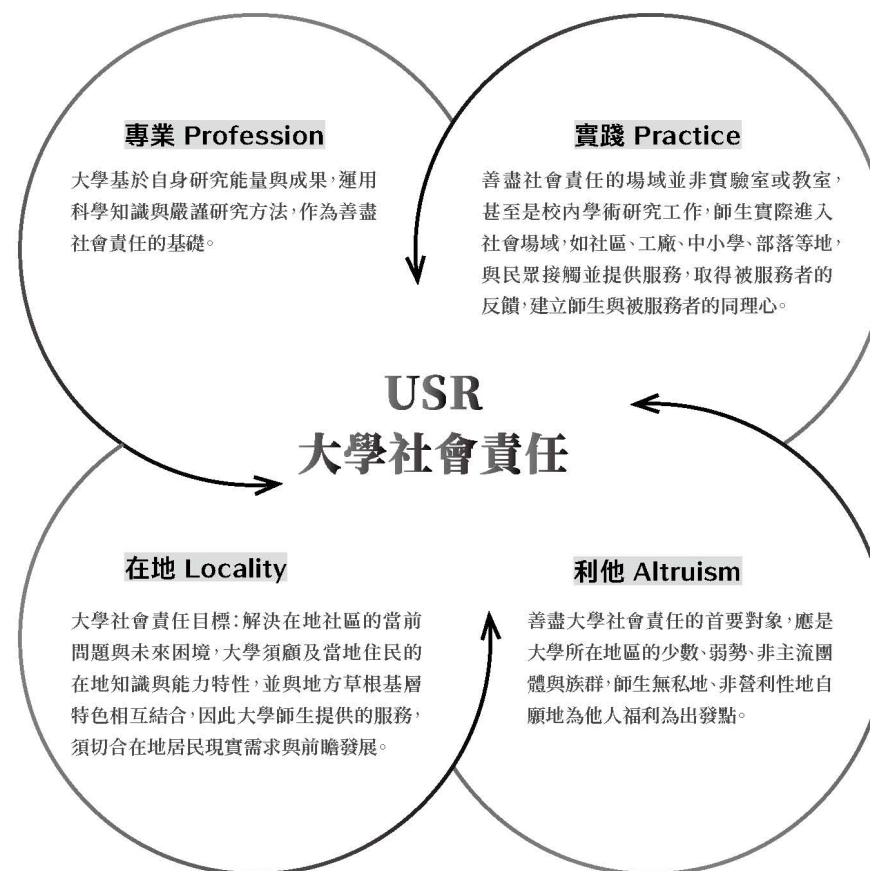 專業 Profession
大學基於自身研究能量與成果，運用
科學知識與嚴謹研究方法，作為善盡
社會責任的基礎。
實踐 Practice
善盡社會責任的場域並非實驗室或教室，
甚至是校內學術研究工作，師生實際進入
社會場域，如社區、工廠、中小學、部落等地，
與民眾接觸並提供服務，取得被服務者的
反饋，建立師生與被服務者的同理心。
USR
大學社會責任
在地 Locality
大學社會責任目標：解決在地社區的當前
問題與未來困境，大學須顧及當地住民的
在地知識與能力特性，並與地方草根基層
特色相互結合，因此大學師生提供的服務，
須切合在地居民現實需求與前瞻發展。
利他 Altruism
善盡大學社會責任的首要對象，應是
大學所在地區的少數、弱勢、非主流團
體與族群，師生無私地、非營利性地自
願地為他人福利為出發點。